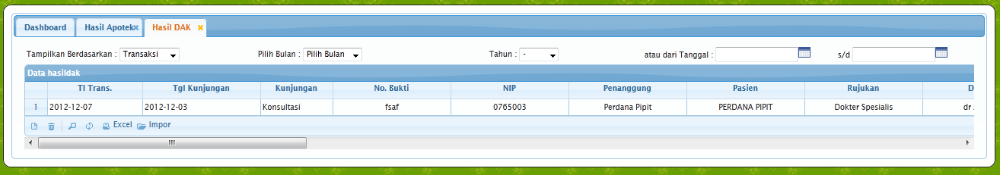 Dashboard Hasil Apotek Hasil DAK
Tampilkan Berdasarkan : Transaksi Pilih Bulan : Pilih Bulan Tahun : - atau dari Tanggal : s/d
Data hasildak
Tl Trans. Tgl Kunjungan Kunjungan No. Bukti NIP Penanggung Pasien Rujukan D
1 2012-12-07 2012-12-03 Konsultasi fsaf 0765003 Perdana Pipit PERDANA PIPIT Dokter Spesialis dr
Excel Impor